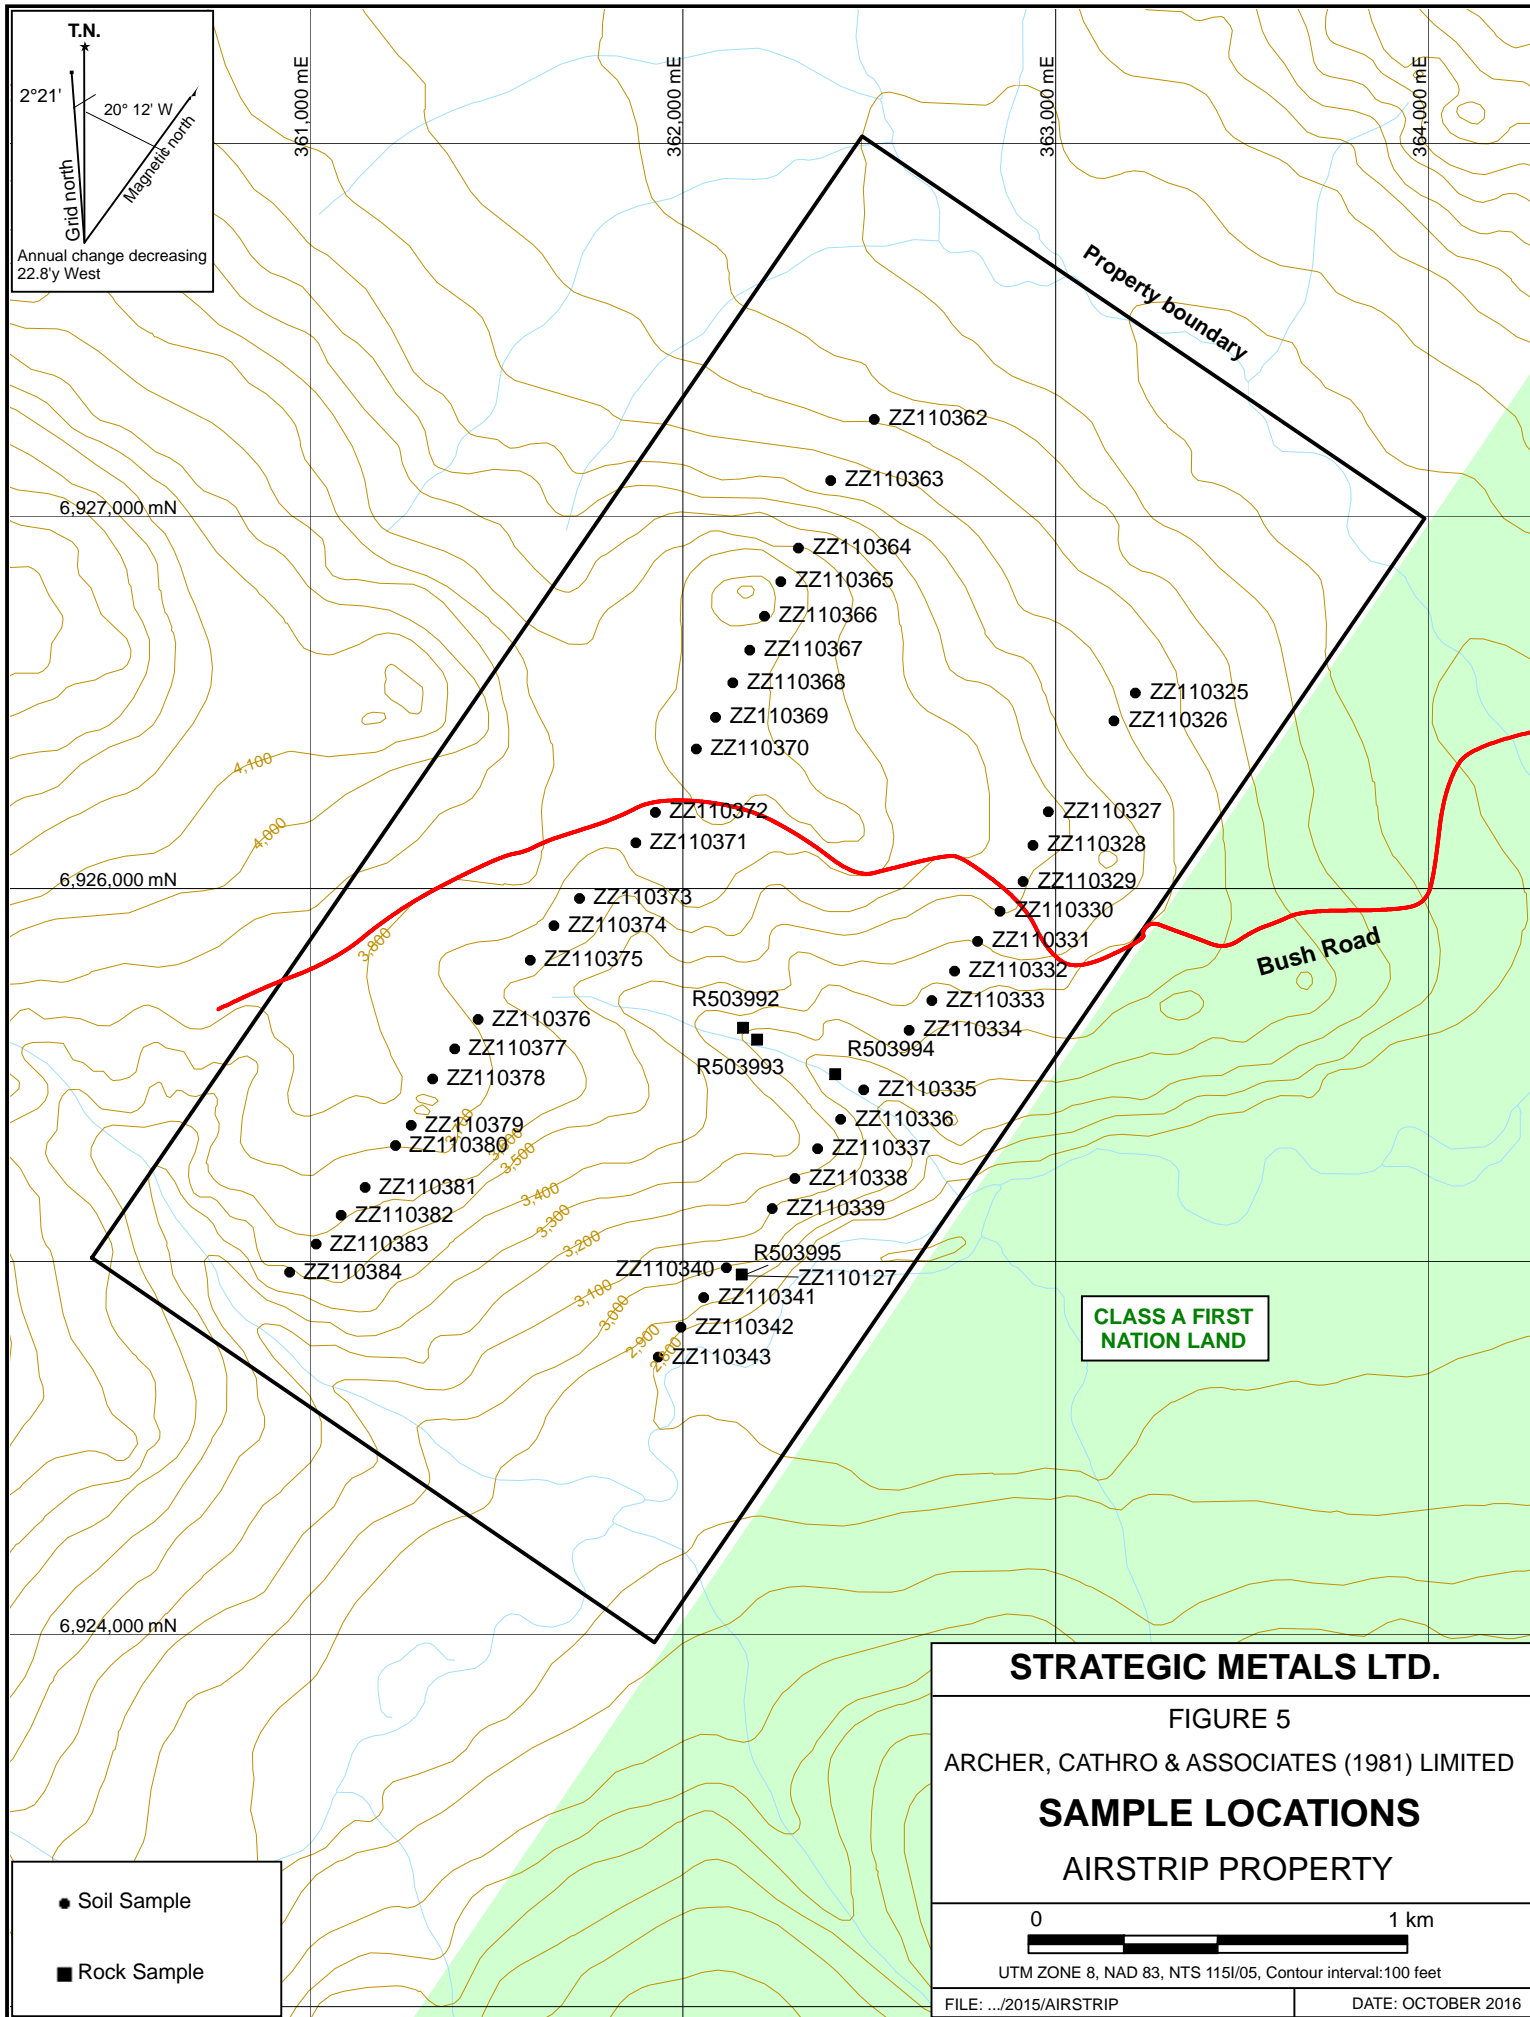 T.N.
2°21'
20° 12' W
Grid north
Magnetic north
Annual change decreasing
22.8'y West
361,000 mE
362,000 mE
363,000 mE
364,000 mE
Property boundary
ZZ110362
ZZ110363
6,927,000 mN
ZZ110364
ZZ110365
ZZ110366
ZZ110367
ZZ110368
ZZ110369
ZZ110370
ZZ110325
ZZ110326
4,100
4,000
ZZ110372
ZZ110371
ZZ110327
ZZ110328
6,926,000 mN
ZZ110329
ZZ110373
ZZ110330
ZZ110374
3,800
ZZ110331
Bush Road
ZZ110375
ZZ110332
R503992
ZZ110333
ZZ110376
ZZ110334
ZZ110377
R503994
R503993
ZZ110378
ZZ110335
ZZ110379
3,700
ZZ110336
ZZ110380
3,600
3,500
ZZ110337
ZZ110381
3,400
ZZ110338
ZZ110382
3,300
ZZ110339
ZZ110383
3,200
R503995
ZZ110384
ZZ110340
ZZ110127
3,100
ZZ110341
3,000
ZZ110342
2,900
2,800
ZZ110343
CLASS A FIRST
NATION LAND
6,924,000 mN
STRATEGIC METALS LTD.
FIGURE 5
ARCHER, CATHRO & ASSOCIATES (1981) LIMITED
SAMPLE LOCATIONS
AIRSTRIP PROPERTY
0 1 km
UTM ZONE 8, NAD 83, NTS 115I/05, Contour interval:100 feet
FILE: .../2015/AIRSTRIP
DATE: OCTOBER 2016
Soil Sample
Rock Sample